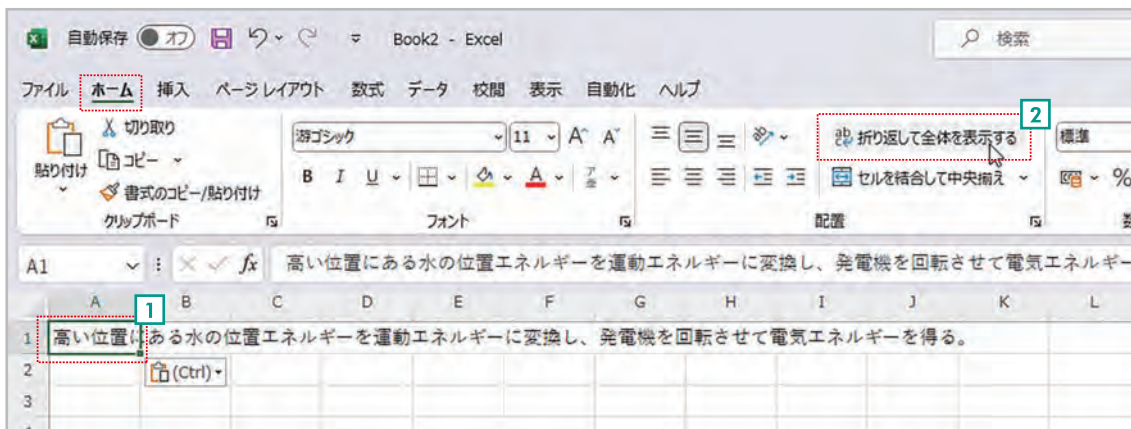 自動保存 オフ Book2 - Excel 検索
ファイル ホーム 挿入 ページ レイアウト 数式 データ 校閲 表示 自動化 ヘルプ
2
切り取り 游ゴシック 11 A A ab 折り返して全体を表示する 標準
貼り付け コピー
B I U A セルを結合して中央揃え %
書式のコピー/貼り付け
クリップボード フォント 配置
A1 fx 高い位置にある水の位置エネルギーを運動エネルギーに変換し、発電機を回転させて電気エネルギー
A B C D E F G H I J K L
1
1 高い位置にある水の位置エネルギーを運動エネルギーに変換し、発電機を回転させて電気エネルギーを得る。
2 (Ctrl)
3